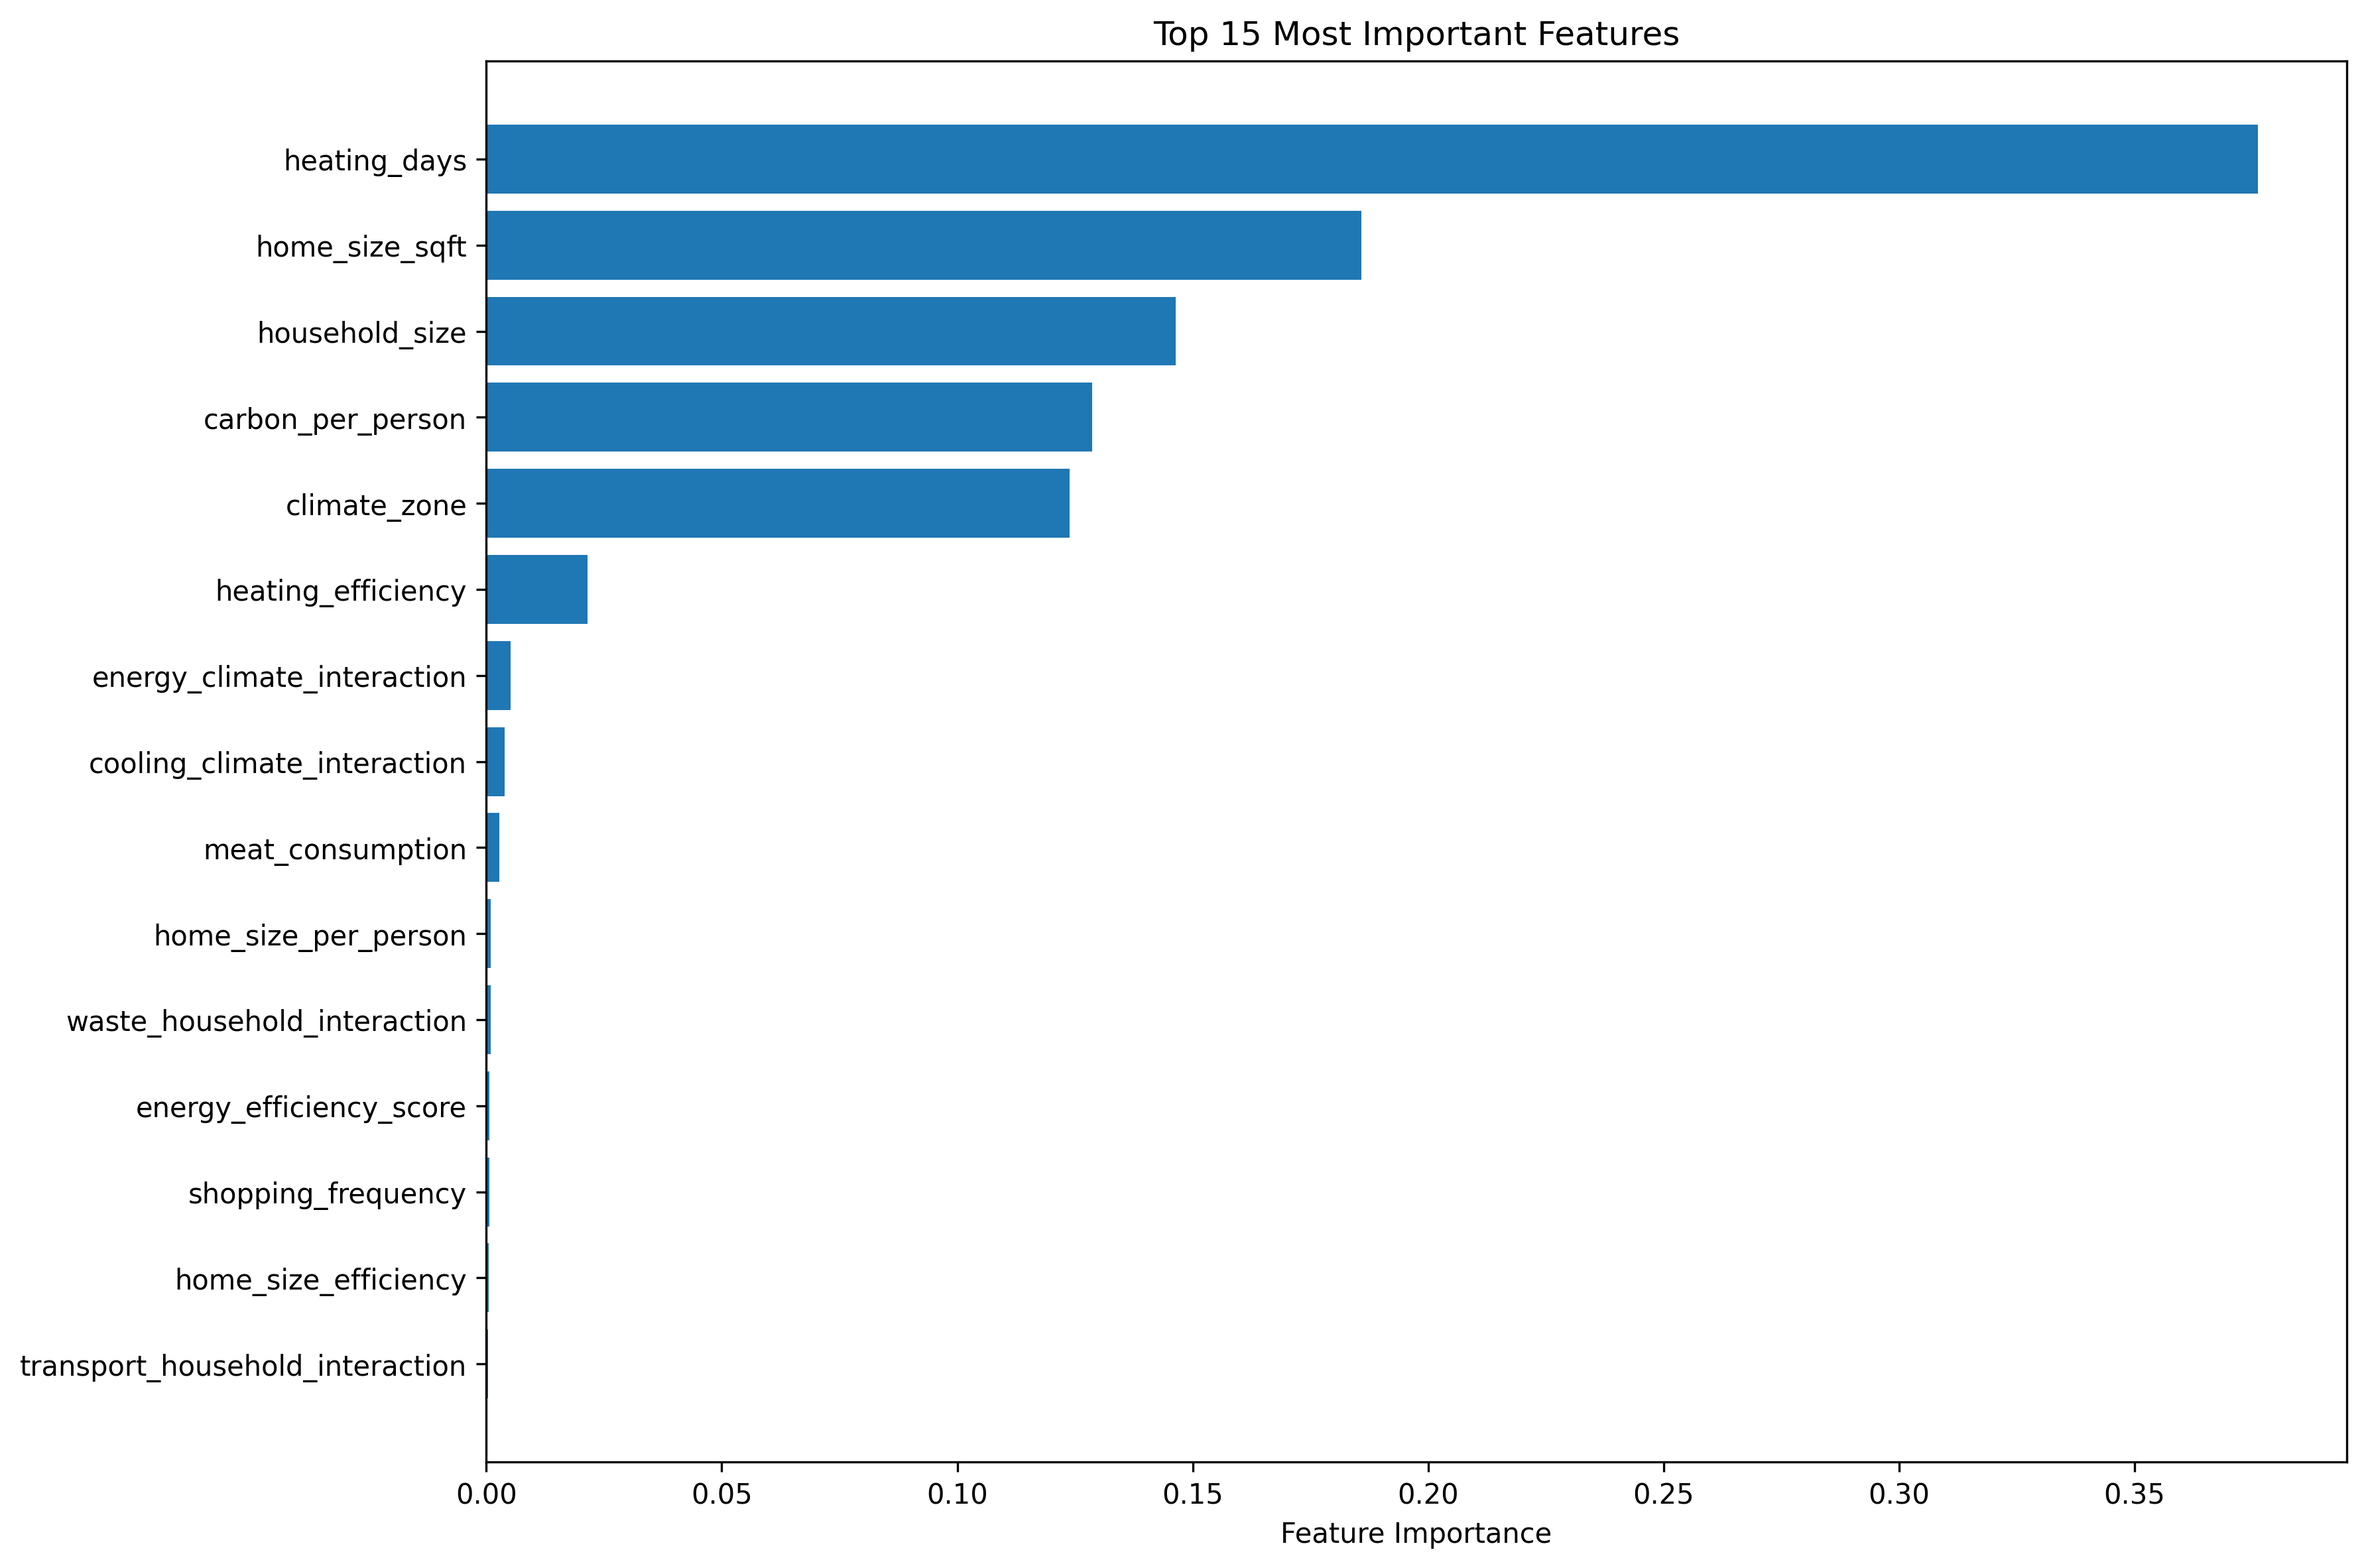 Top 15 Most Important Features
heating_days
home_size_sqft
household_size
carbon_per_person
climate_zone
heating_efficiency
energy_climate_interaction
cooling_climate_interaction
meat_consumption
home_size_per_person
waste_household_interaction
energy_efficiency_score
shopping_frequency
home_size_efficiency
transport_household_interaction
0.00 0.05 0.10 0.15 0.20 0.25 0.30 0.35
Feature Importance